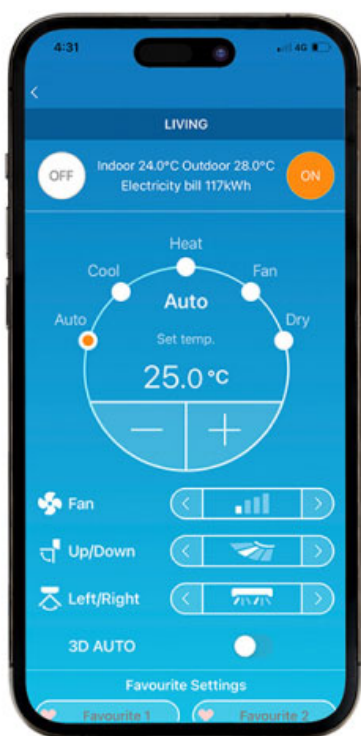 4:31
4G
LIVING
OFF
Indoor 24.0°C Outdoor 28.0°C
Electricity bill 117kWh
ON
Heat
Cool
Fan
Auto
Auto
Dry
Set temp.
25.0 °C
Fan
Up/Down
Left/Right
3D AUTO
Favourite Settings
Favourite 1
Favourite 2